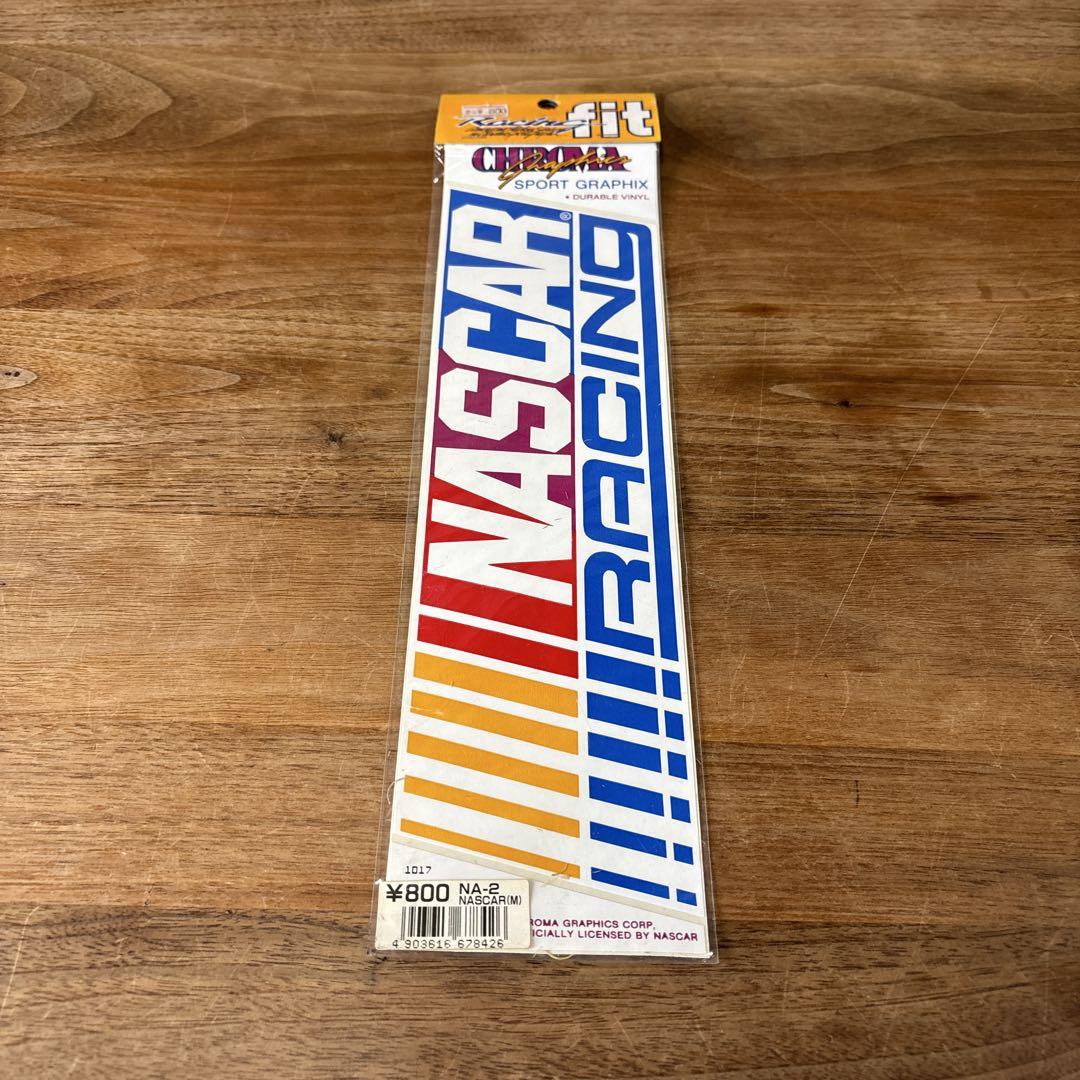 Racing
fit
CHROMA
Graphics
SPORT GRAPHIX
• DURABLE VINYL
NASCAR®
RACING
1017
¥800 NA-2
NASCAR(M)
4 903616 678426
ROMA GRAPHICS CORP.
ICIALLY LICENSED BY NASCAR